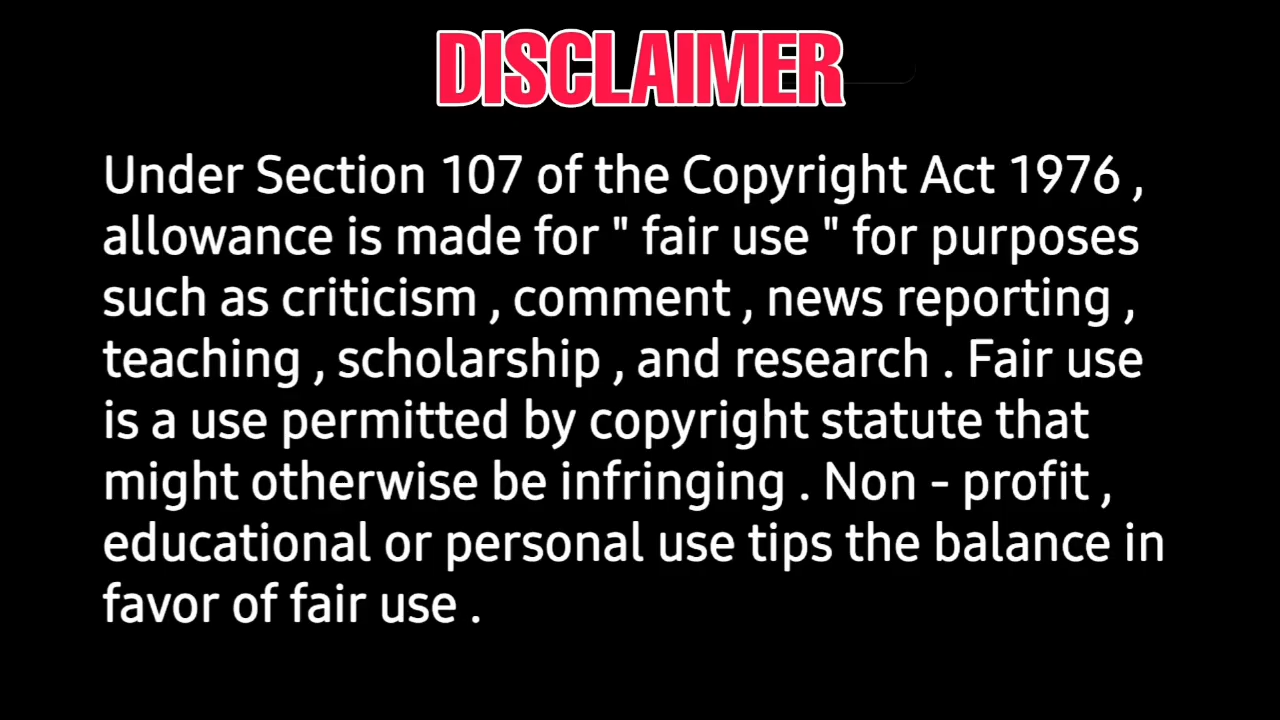 DISCLAIMER
Under Section 107 of the Copyright Act 1976 ,
allowance is made for " fair use " for purposes
such as criticism , comment , news reporting ,
teaching , scholarship , and research . Fair use
is a use permitted by copyright statute that
might otherwise be infringing . Non - profit ,
educational or personal use tips the balance in
favor of fair use .